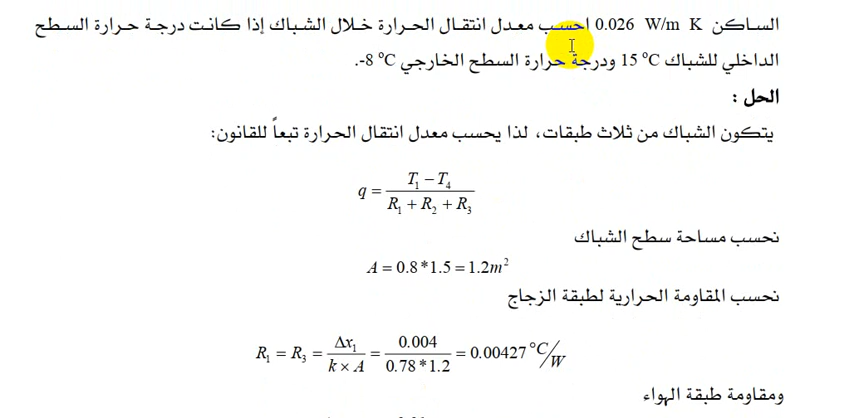 الساكن 0.026 W/m K احسب معدل انتقال الحرارة خلال الشباك إذا كانت درجة حرارة السطح
الداخلي للشباك 15 °C ودرجة حرارة السطح الخارجي -8 °C.
الحل :
يتكون الشباك من ثلاث طبقات، لذا يحسب معدل انتقال الحرارة تبعاً للقانون:
q = (T₁ − T₄) / (R₁ + R₂ + R₃)
نحسب مساحة سطح الشباك
A = 0.8 * 1.5 = 1.2m²
نحسب المقاومة الحرارية لطبقة الزجاج
R₁ = R₃ = Δx₁ / (k × A) = 0.004 / (0.78 * 1.2) = 0.00427 °C/W
ومقاومة طبقة الهواء